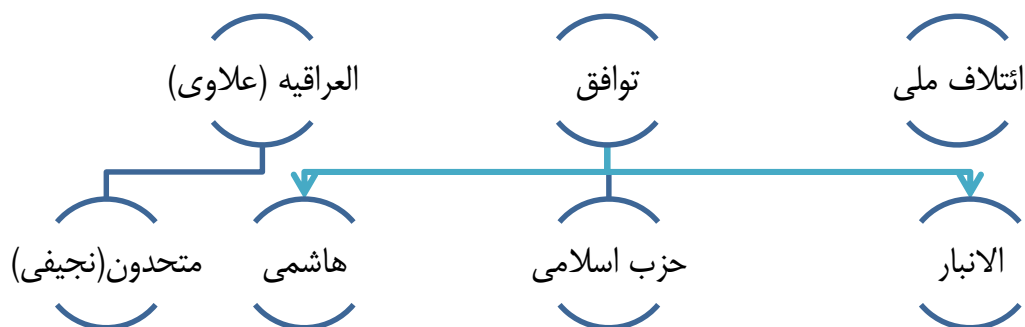 ائتلاف ملی
توافق
العراقیه (علاوی)
الانبار
حزب اسلامی
هاشمی
متحدون(نجیفی)